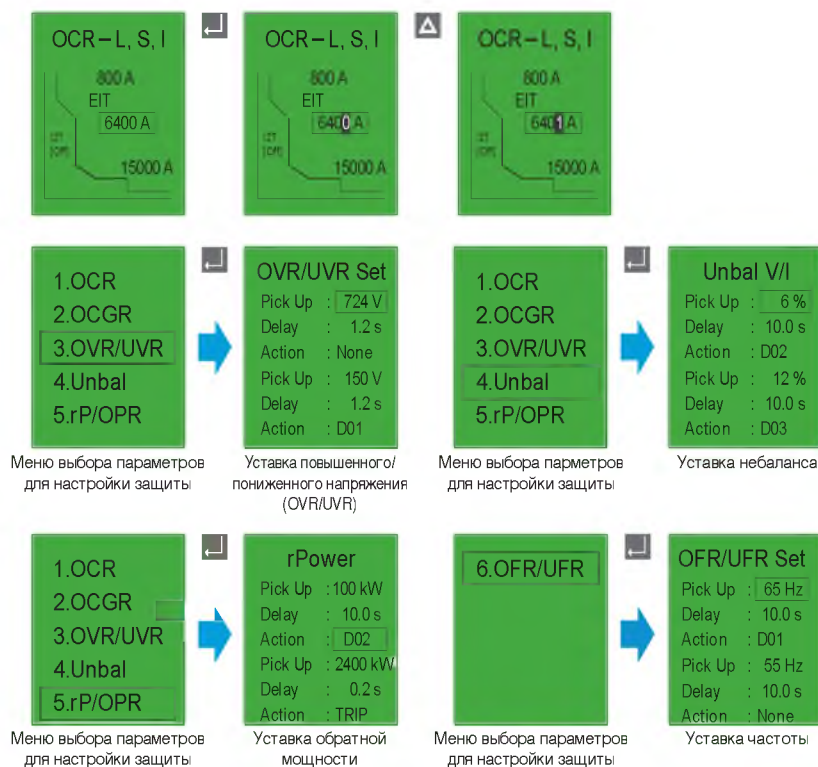 OCR–L, S, I
800 A
EIT
6400 A
15000 A
OCR–L, S, I
800 A
EIT
6400 A
15000 A
OCR–L, S, I
800 A
EIT
6401 A
15000 A
1.OCR
2.OCGR
3.OVR/UVR
4.Unbal
5.rP/OPR
Меню выбора параметров
для настройки защиты
OVR/UVR Set
Pick Up : 724 V
Delay : 1.2 s
Action : None
Pick Up : 150 V
Delay : 1.2 s
Action : D01
Уставка повышенного/
пониженного напряжения
(OVR/UVR)
1.OCR
2.OCGR
3.OVR/UVR
4.Unbal
5.rP/OPR
Меню выбора парметров
для настройки защиты
Unbal V/I
Pick Up : 6 %
Delay : 10.0 s
Action : D02
Pick Up : 12 %
Delay : 10.0 s
Action : D03
Уставка небаланса
1.OCR
2.OCGR
3.OVR/UVR
4.Unbal
5.rP/OPR
Меню выбора параметров
для настройки защиты
rPower
Pick Up : 100 kW
Delay : 10.0 s
Action : D02
Pick Up : 2400 kW
Delay : 0.2 s
Action : TRIP
Уставка обратной
мощности
6.OFR/UFR
Меню выбора параметров
для настройки защиты
OFR/UFR Set
Pick Up : 65 Hz
Delay : 10.0 s
Action : D01
Pick Up : 55 Hz
Delay : 10.0 s
Action : None
Уставка частоты